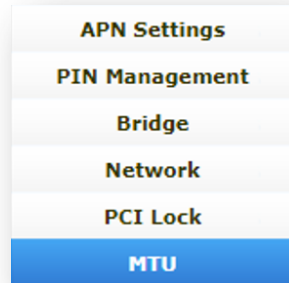 APN Settings
PIN Management
Bridge
Network
PCI Lock
MTU